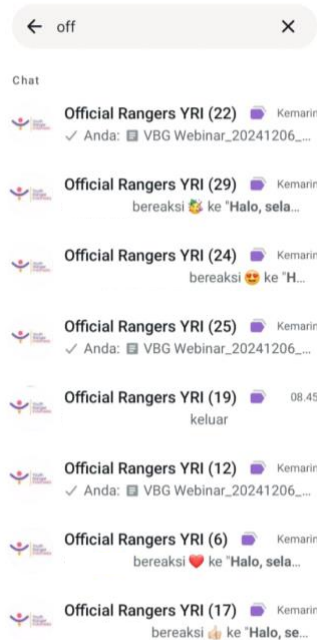 off
Chat
Official Rangers YRI (22) Kemarin
Anda: VBG Webinar_20241206_...
Official Rangers YRI (29) Kemarin
bereaksi 🥳 ke "Halo, sela...
Official Rangers YRI (24) Kemarin
bereaksi 😍 ke "H...
Official Rangers YRI (25) Kemarin
Anda: VBG Webinar_20241206_...
Official Rangers YRI (19) 08.45
keluar
Official Rangers YRI (12) Kemarin
Anda: VBG Webinar_20241206_...
Official Rangers YRI (6) Kemarin
bereaksi ❤️ ke "Halo, sela...
Official Rangers YRI (17) Kemarin
bereaksi 👍🏻 ke "Halo, se...